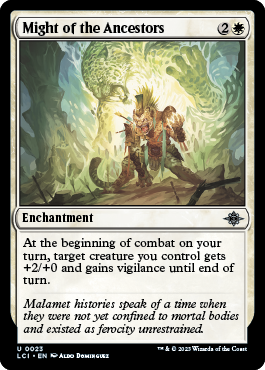 Might of the Ancestors 2
Enchantment
At the beginning of combat on your
turn, target creature you control gets
+2/+0 and gains vigilance until end of
turn.
Malamet histories speak of a time when
they were not yet confined to mortal bodies
and existed as ferocity unrestrained.
U 0023
LCI • EN Aldo Dominguez
™ & © 2023 Wizards of the Coast